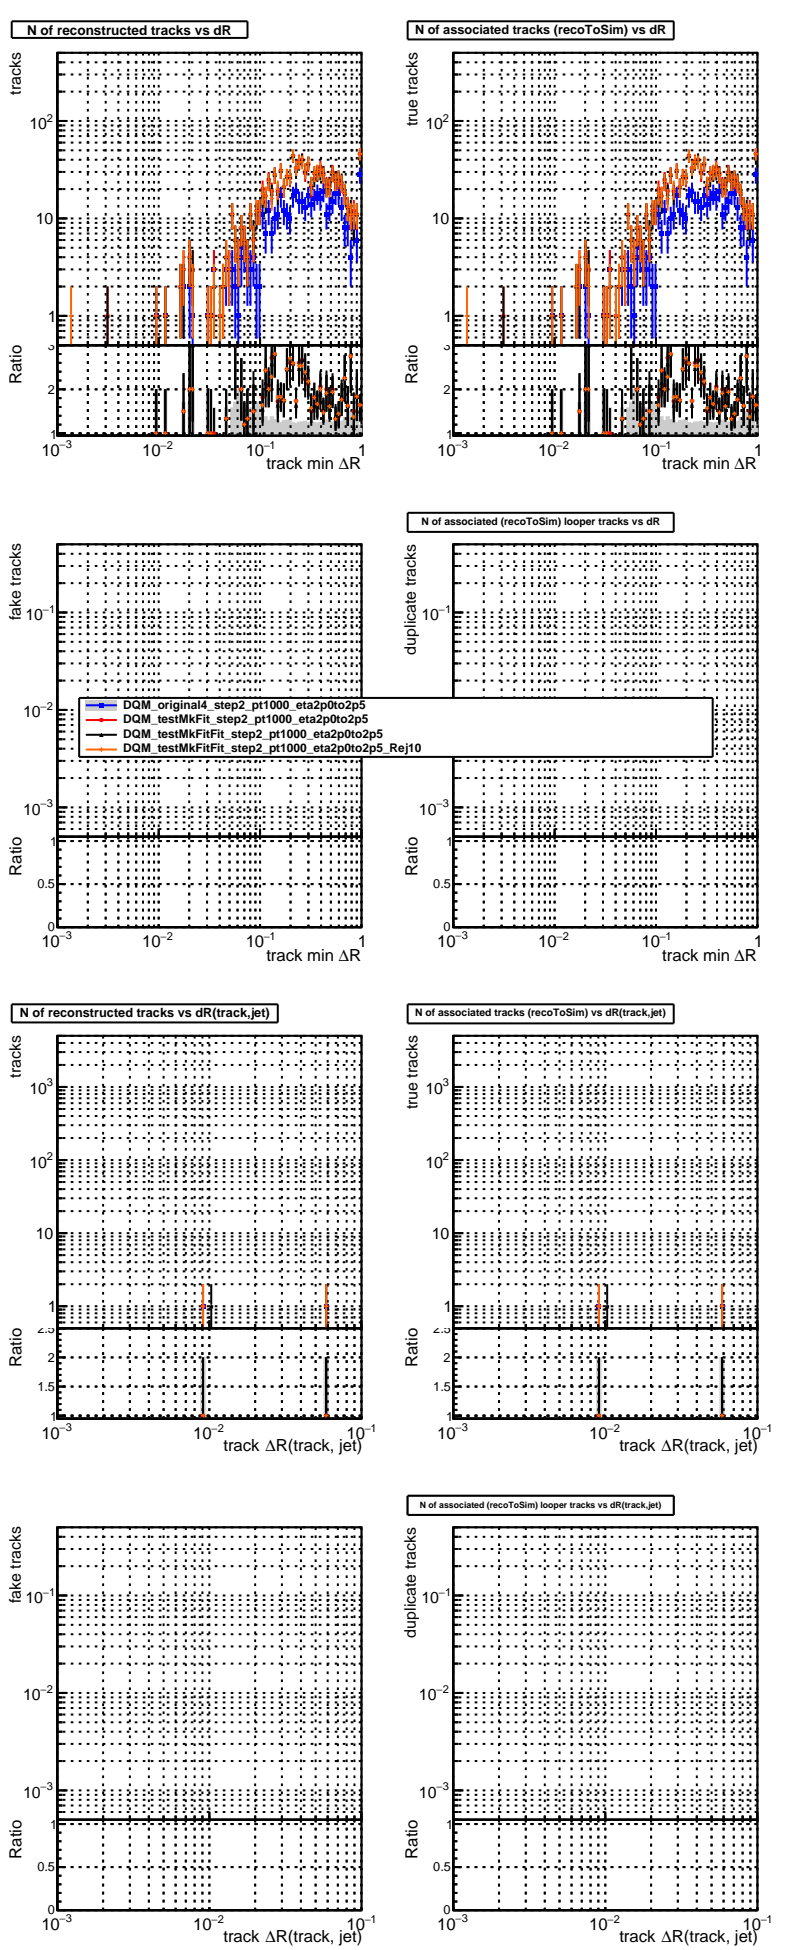 N of reconstructed tracks vs dR
N of associated tracks (recoToSim) vs dR
tracks
10²
10
1
Ratio
3
2
1
10⁻³
10⁻²
10⁻¹
1
track min ΔR
true tracks
10²
10
1
Ratio
3
2
1
10⁻³
10⁻²
10⁻¹
1
track min ΔR
N of associated (recoToSim) looper tracks vs dR
fake tracks
10⁻¹
10⁻²
10⁻³
Ratio
1
0.5
0
10⁻³
10⁻²
10⁻¹
1
track min ΔR
duplicate tracks
10⁻¹
10⁻³
Ratio
1
0.5
0
10⁻³
10⁻²
10⁻¹
1
track min ΔR
DQM_original4_step2_pt1000_eta2p0to2p5
DQM_testMkFit_step2_pt1000_eta2p0to2p5
DQM_testMkFitFit_step2_pt1000_eta2p0to2p5
DQM_testMkFitFit_step2_pt1000_eta2p0to2p5_Rej10
N of reconstructed tracks vs dR(track,jet)
N of associated tracks (recoToSim) vs dR(track,jet)
tracks
10³
10²
10
1
Ratio
2.5
2
1.5
1
10⁻³
10⁻²
10⁻¹
track ΔR(track, jet)
true tracks
10³
10²
10
1
Ratio
2.5
2
1.5
1
10⁻³
10⁻²
10⁻¹
track ΔR(track, jet)
N of associated (recoToSim) looper tracks vs dR(track,jet)
fake tracks
10⁻¹
10⁻²
10⁻³
Ratio
1
0.5
0
10⁻³
10⁻²
10⁻¹
track ΔR(track, jet)
duplicate tracks
10⁻¹
10⁻²
10⁻³
Ratio
1
0.5
0
10⁻³
10⁻²
10⁻¹
track ΔR(track, jet)